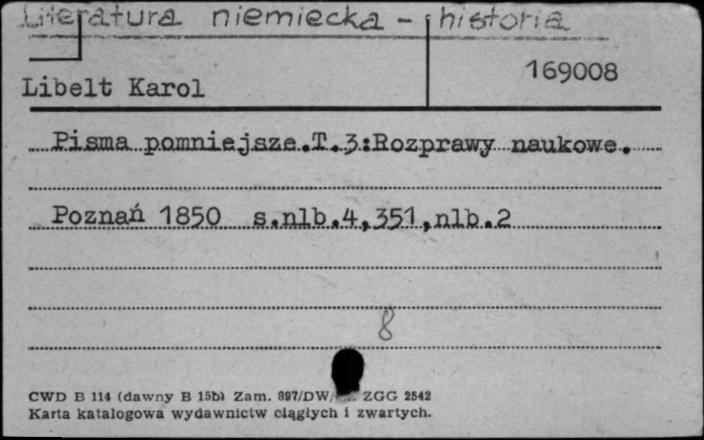 Literatura niemiecka - historia
169008
Libelt Karol
Pisma pomniejsze.T.3:Rozprawy naukowe.
Poznań 1850 s.nlb.4,351,nlb.2
8
CWD B 114 (dawny B 15b) Zam. 897/DW/ ZGG 2542
Karta katalogowa wydawnictw ciągłych i zwartych.